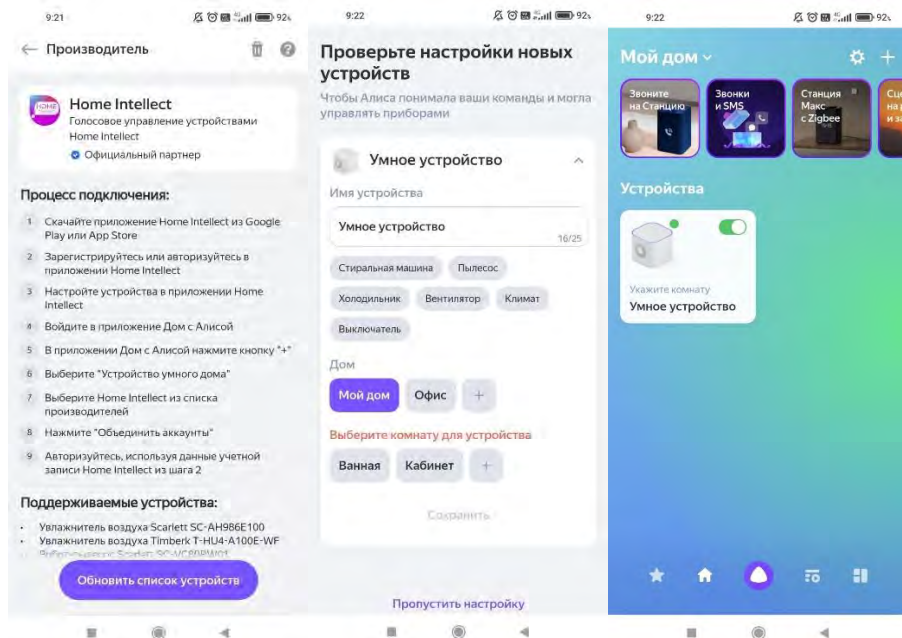 9:21
4G
92%
Производитель
HOME
Home Intellect
Голосовое управление устройствами
Home Intellect
Официальный партнер
Процесс подключения:
1 Скачайте приложение Home Intellect из Google
Play или App Store
2 Зарегистрируйтесь или авторизуйтесь в
приложении Home Intellect
3 Настройте устройства в приложении Home
Intellect
4 Войдите в приложение Дом с Алисой
5 В приложении Дом с Алисой нажмите кнопку "+"
6 Выберите "Устройство умного дома"
7 Выберите Home Intellect из списка
производителей
8 Нажмите "Объединить аккаунты"
9 Авторизуйтесь, используя данные учетной
записи Home Intellect из шага 2
Поддерживаемые устройства:
• Увлажнитель воздуха Scarlett SC-AH986E100
• Увлажнитель воздуха Timberk T-HU4-A100E-WF
Scarlett
Обновить список устройств
9:22
4G
92%
Проверьте настройки новых
устройств
Чтобы Алиса понимала ваши команды и могла
управлять приборами
Умное устройство
Имя устройства
Умное устройство
16/25
Стиральная машина Пылесос
Холодильник Вентилятор Климат
Выключатель
Дом
Мой дом Офис +
Выберите комнату для устройства
Ванная Кабинет +
Сохранить
Пропустить настройку
9:22
4G
92%
Мой дом
Звоните
на Станцию
Звонки
и SMS
Станция
Макс
с Zigbee
Устройства
Укажите комнату
Умное устройство